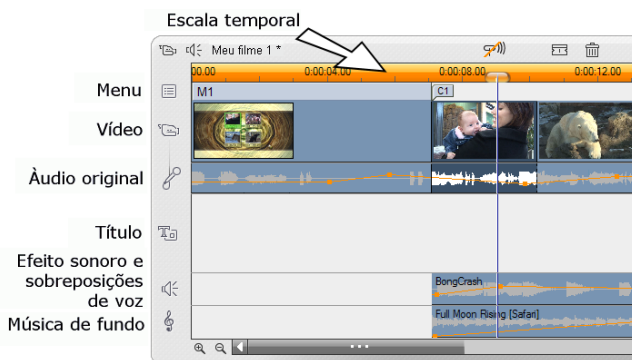 Escala temporal
Meu filme 1 *
00.00 0:00:04.00 0:00:08.00 0:00:12.00
Menu
M1
C1
Vídeo
Àudio original
Título
Efeito sonoro e
sobreposições
de voz
BongCrash
Música de fundo
Full Moon Rising [Safari]